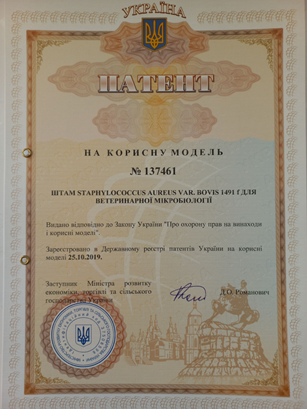 УКРАЇНА
ПАТЕНТ
НА КОРИСНУ МОДЕЛЬ
№ 137461
ШТАМ STAPHYLOCOCCUS AUREUS VAR. BOVIS 1491 f ДЛЯ
ВЕТЕРИНАРНОЇ МІКРОБІОЛОГІЇ
Видано відповідно до Закону України "Про охорону прав на винаходи
і корисні моделі".
Зареєстровано в Державному реєстрі патентів України на корисні
моделі 25.10.2019.
Заступник Міністра розвитку
економіки, торгівлі та сільського
господарства України
Д.О. Романович